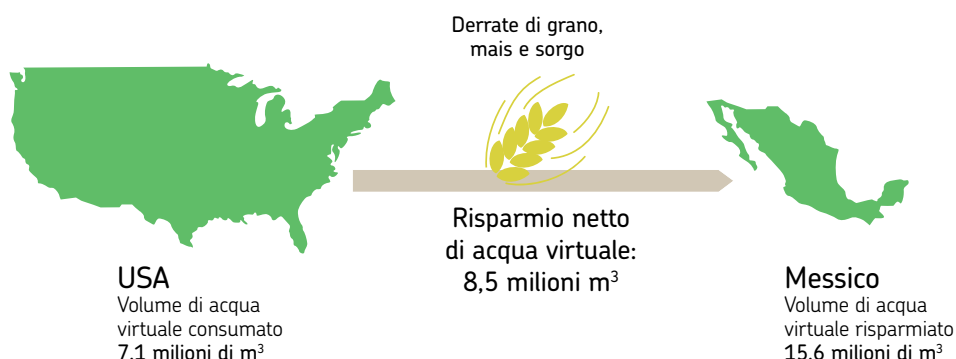 Derrate di grano,
mais e sorgo
Risparmio netto
di acqua virtuale:
8,5 milioni m³
USA
Volume di acqua
virtuale consumato
7,1 milioni di m³
Messico
Volume di acqua
virtuale risparmiato
15,6 milioni di m³